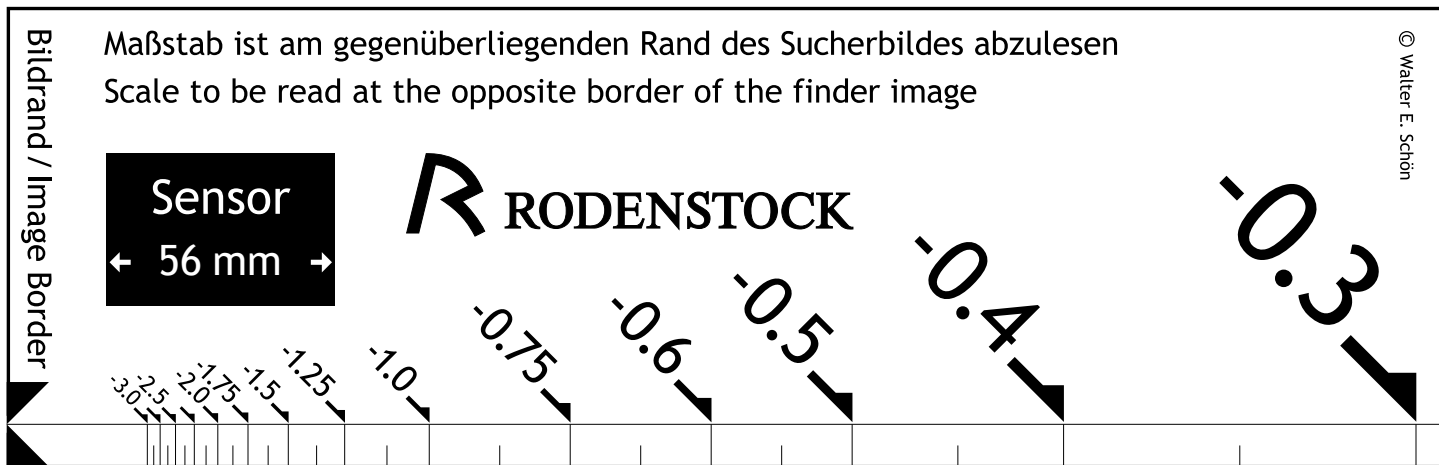 Bildrand / Image Border
Maßstab ist am gegenüberliegenden Rand des Sucherbildes abzulesen
Scale to be read at the opposite border of the finder image
© Walter E. Schön
Sensor
← 56 mm →
RODENSTOCK
-3.0
-2.5
-2.0
-1.75
-1.5
-1.25
-1.0
-0.75
-0.6
-0.5
-0.4
-0.3